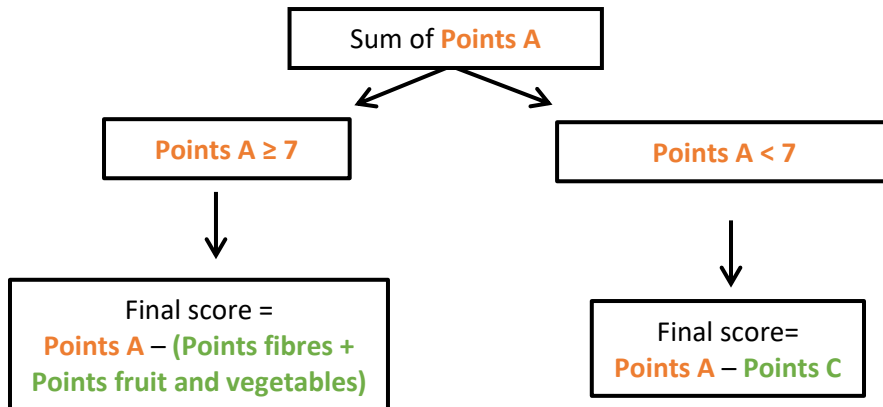 Sum of Points A
Points A ≥ 7
Points A < 7
Final score =
Points A – (Points fibres +
Points fruit and vegetables)
Final score=
Points A – Points C